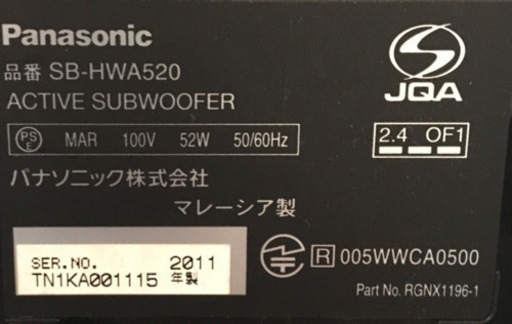 Panasonic
品番 SB-HWA520
ACTIVE SUBWOOFER
PS E MAR 100V 52W 50/60Hz
パナソニック株式会社
マレーシア製
SER.NO. 2011
TN1KA001115 年製
JQA
2.4 OF1
R 005WWCA0500
Part No. RGNX1196-1